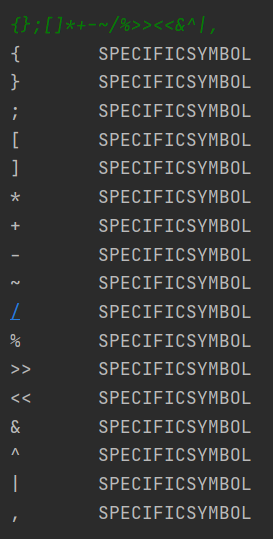 {};[]*+-~/%>><<&^|,
{ SPECIFICSYMBOL
} SPECIFICSYMBOL
; SPECIFICSYMBOL
[ SPECIFICSYMBOL
] SPECIFICSYMBOL
* SPECIFICSYMBOL
+ SPECIFICSYMBOL
- SPECIFICSYMBOL
~ SPECIFICSYMBOL
/ SPECIFICSYMBOL
% SPECIFICSYMBOL
>> SPECIFICSYMBOL
<< SPECIFICSYMBOL
& SPECIFICSYMBOL
^ SPECIFICSYMBOL
| SPECIFICSYMBOL
, SPECIFICSYMBOL